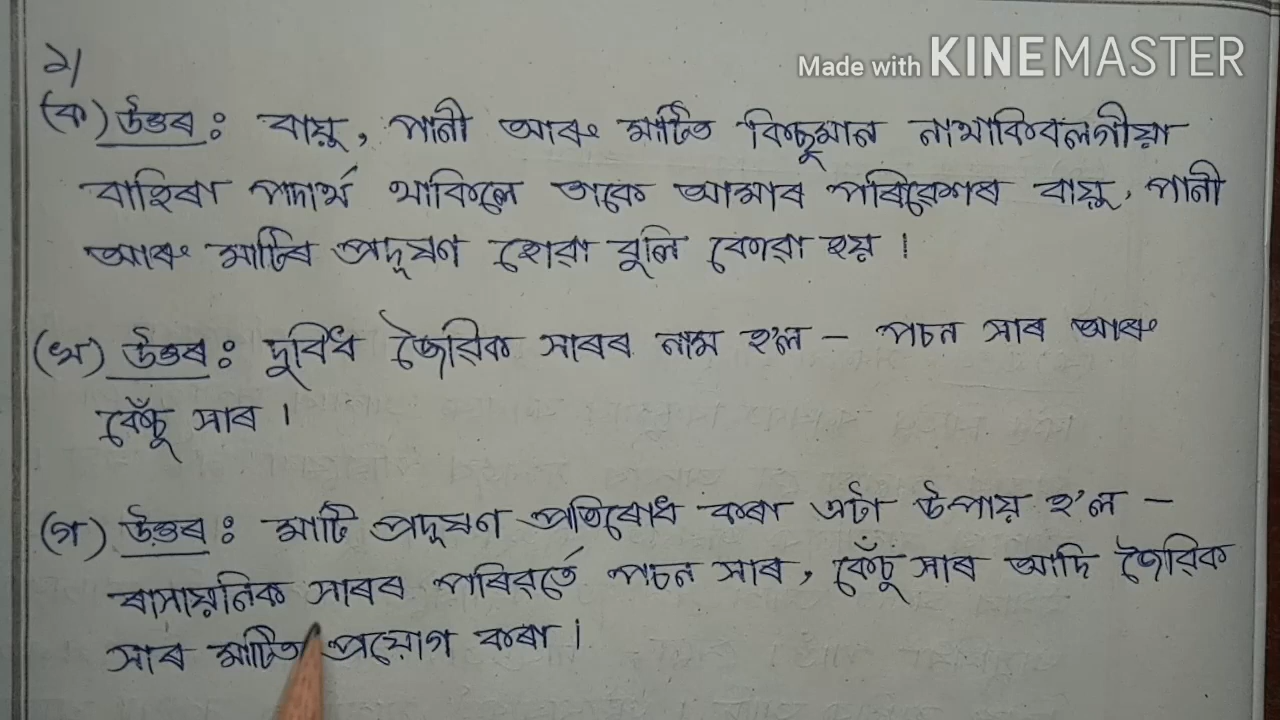 Made with KINEMASTER
১/
(ক) উত্তৰ : বায়ু, পানী আৰু মাটিত বিদ্যমান নাথাকিবলগীয়া
বাহিৰা পদাৰ্থ থাকিলে তাকে আমাৰ পৰিৱেশৰ বায়ু, পানী
আৰু মাটিৰ প্ৰদূষণ হোৱা বুলি কোৱা হয় ।
(খ) উত্তৰ : দুবিধ জৈৱিক সাৰৰ নাম হ'ল – পচন সাৰ আৰু
কেঁচু সাৰ ।
(গ) উত্তৰ : মাটি প্ৰদূষণ প্ৰতিৰোধ কৰা এটা উপায় হ'ল –
ৰাসায়নিক সাৰৰ পৰিৱৰ্তে পচন সাৰ, কেঁচু সাৰ আদি জৈৱিক
সাৰ মাটিত প্ৰয়োগ কৰা ।